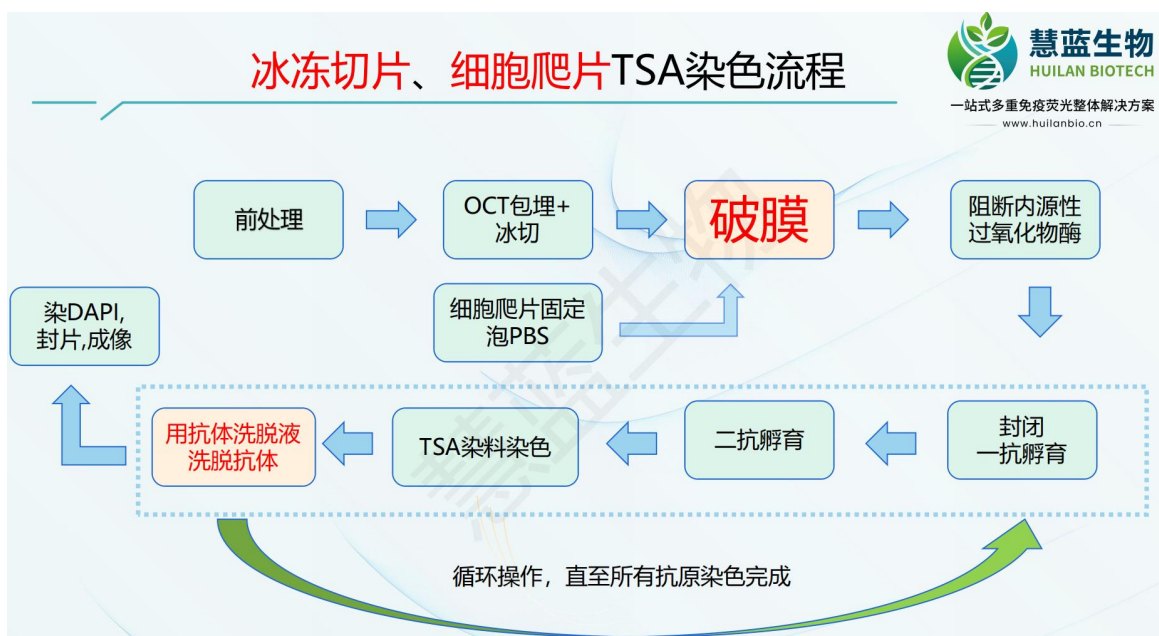 冰冻切片、细胞爬片TSA染色流程
慧蓝生物
HUILAN BIOTECH
一站式多重免疫荧光整体解决方案
www.huilanbio.cn
前处理
OCT包埋+
冰切
破膜
阻断内源性
过氧化物酶
细胞爬片固定
泡PBS
封闭
一抗孵育
二抗孵育
TSA染料染色
用抗体洗脱液
洗脱抗体
染DAPI,
封片,成像
循环操作，直至所有抗原染色完成
慧蓝生物